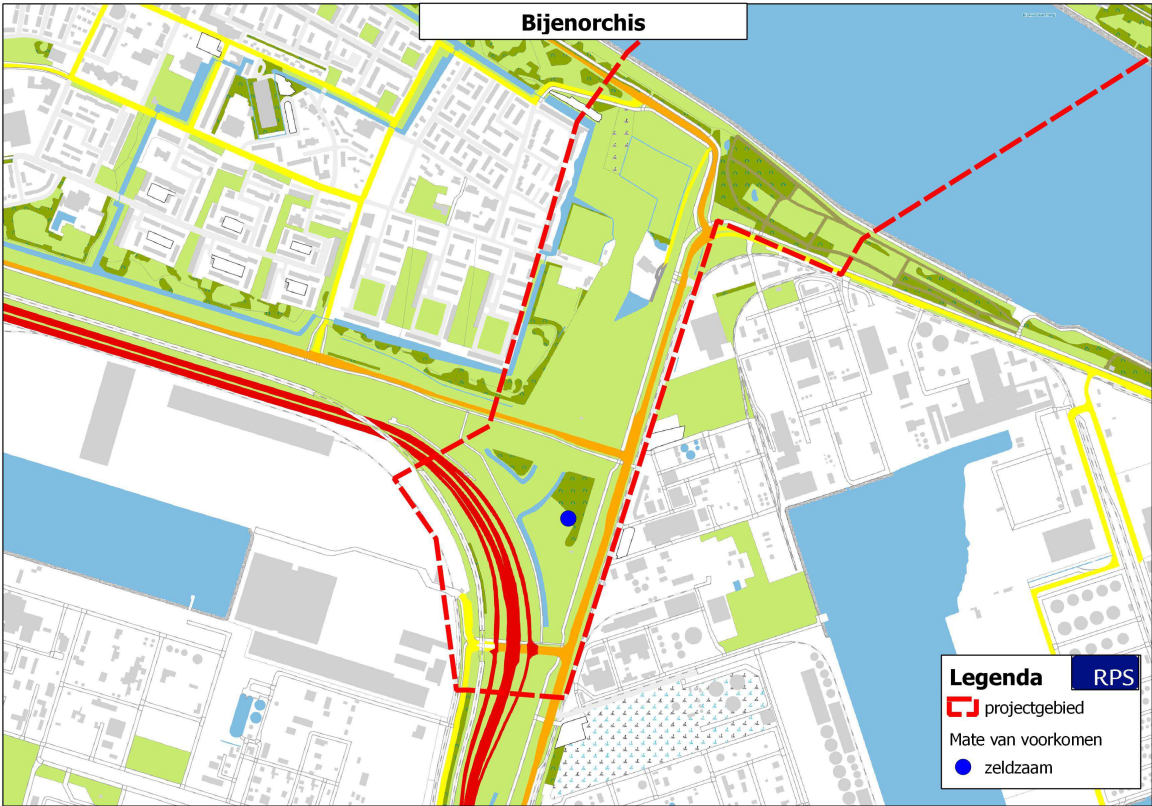 Bijenorchis
Legenda
RPS
projectgebied
Mate van voorkomen
zeldzaam